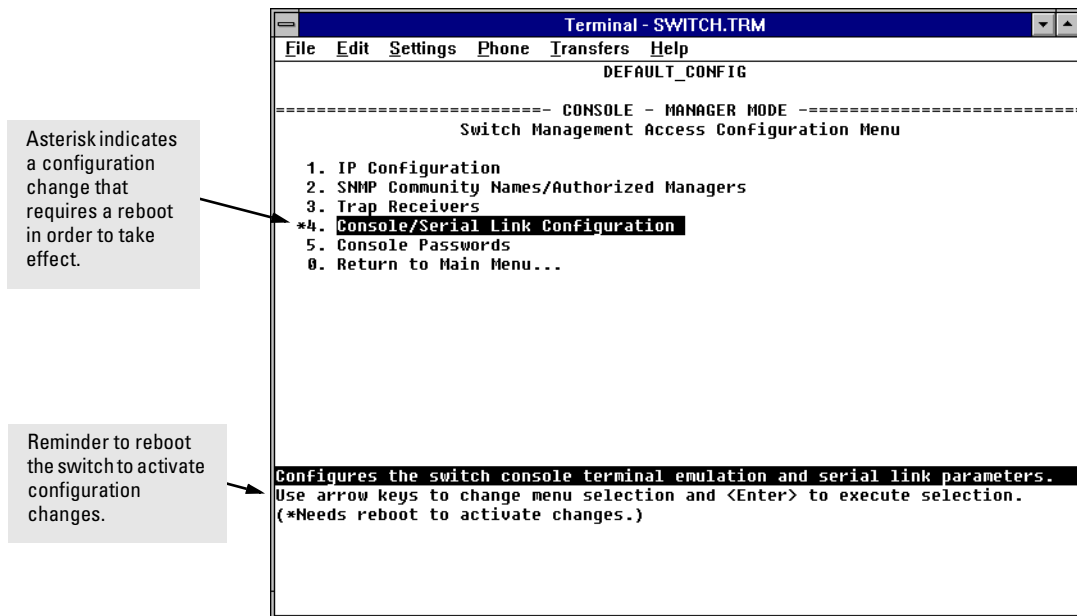 Terminal - SWITCH.TRM
File Edit Settings Phone Transfers Help
DEFAULT_CONFIG
==========================- CONSOLE - MANAGER MODE -==========================
Switch Management Access Configuration Menu
1. IP Configuration
2. SNMP Community Names/Authorized Managers
3. Trap Receivers
*4. Console/Serial Link Configuration
5. Console Passwords
0. Return to Main Menu...
Configures the switch console terminal emulation and serial link parameters.
Use arrow keys to change menu selection and <Enter> to execute selection.
(*Needs reboot to activate changes.)
Asterisk indicates
a configuration
change that
requires a reboot
in order to take
effect.
Reminder to reboot
the switch to activate
configuration
changes.